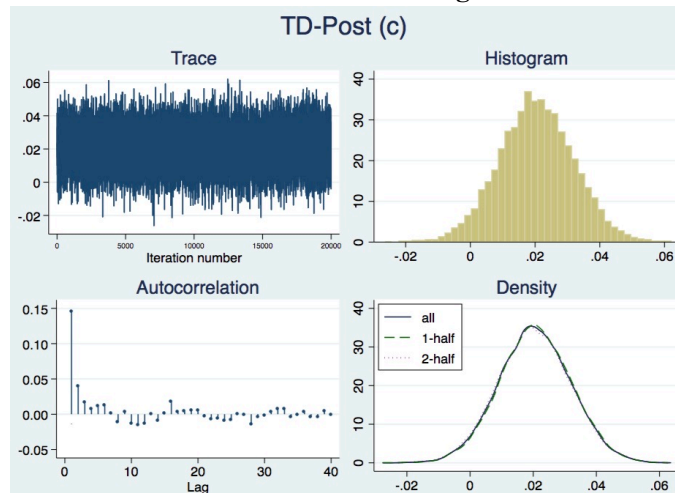 TD-Post (c)
Trace
.06
.04
.02
0
-.02
0 5000 10000 15000 20000
Iteration number
Histogram
40
30
20
10
0
-.02 0 .02 .04 .06
Autocorrelation
0.15
0.10
0.05
0.00
-0.05
0 10 20 30 40
Lag
Density
all
1-half
2-half
40
30
20
10
0
-.02 0 .02 .04 .06